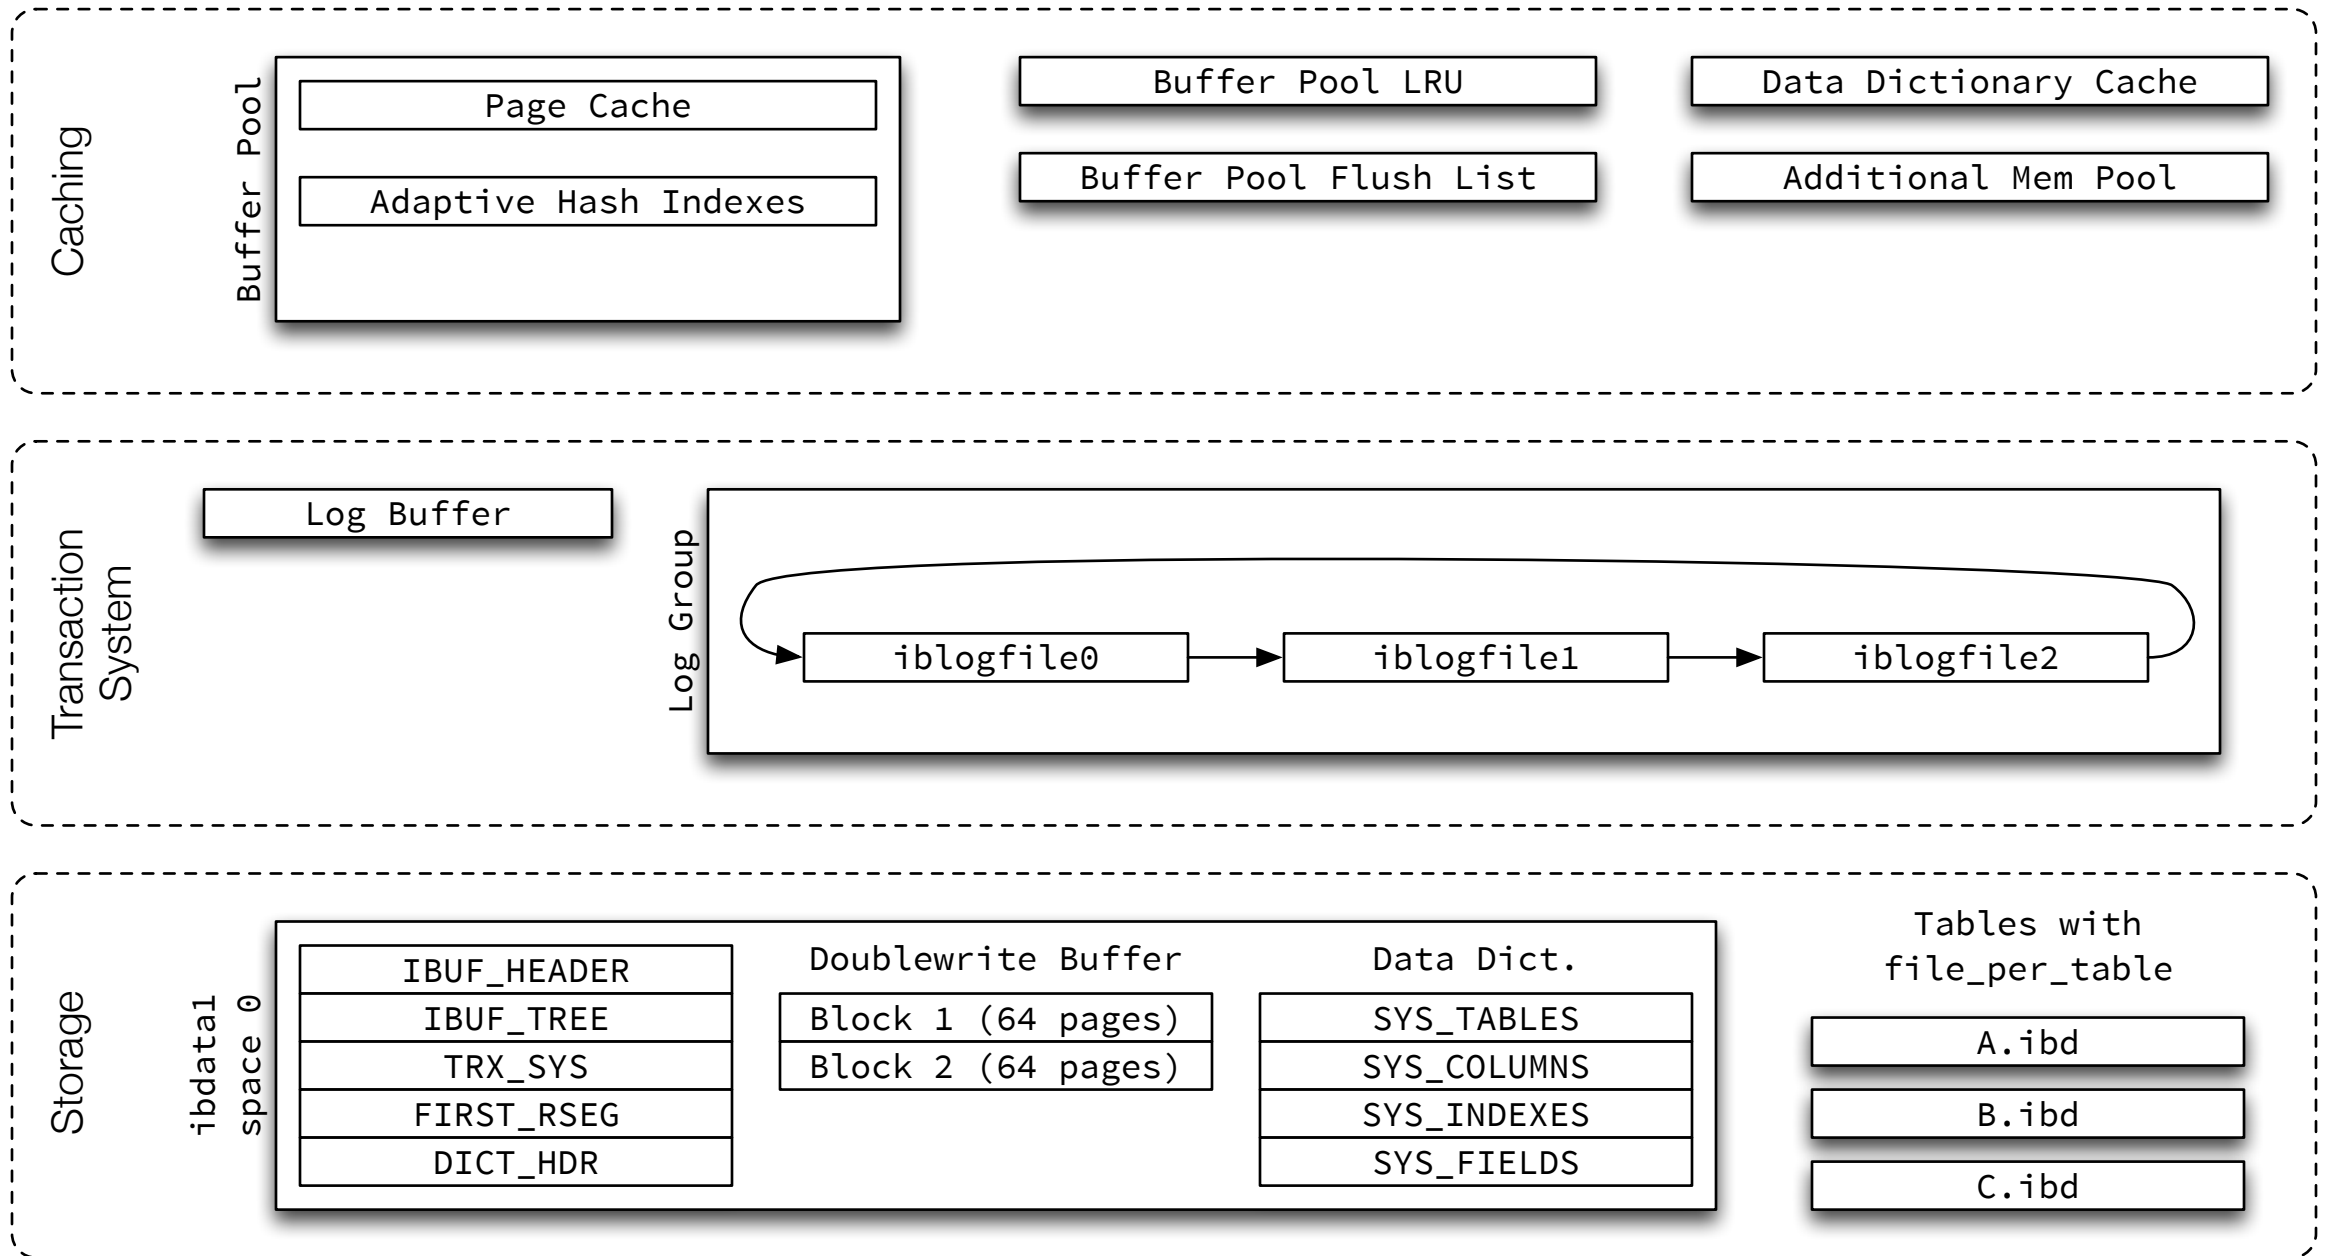 Caching
Buffer Pool
Page Cache
Adaptive Hash Indexes
Buffer Pool LRU
Buffer Pool Flush List
Data Dictionary Cache
Additional Mem Pool
Transaction
System
Log Buffer
Log Group
iblogfile0
iblogfile1
iblogfile2
Storage
ibdata1
space 0
IBUF_HEADER
IBUF_TREE
TRX_SYS
FIRST_RSEG
DICT_HDR
Doublewrite Buffer
Block 1 (64 pages)
Block 2 (64 pages)
Data Dict.
SYS_TABLES
SYS_COLUMNS
SYS_INDEXES
SYS_FIELDS
Tables with
file_per_table
A.ibd
B.ibd
C.ibd